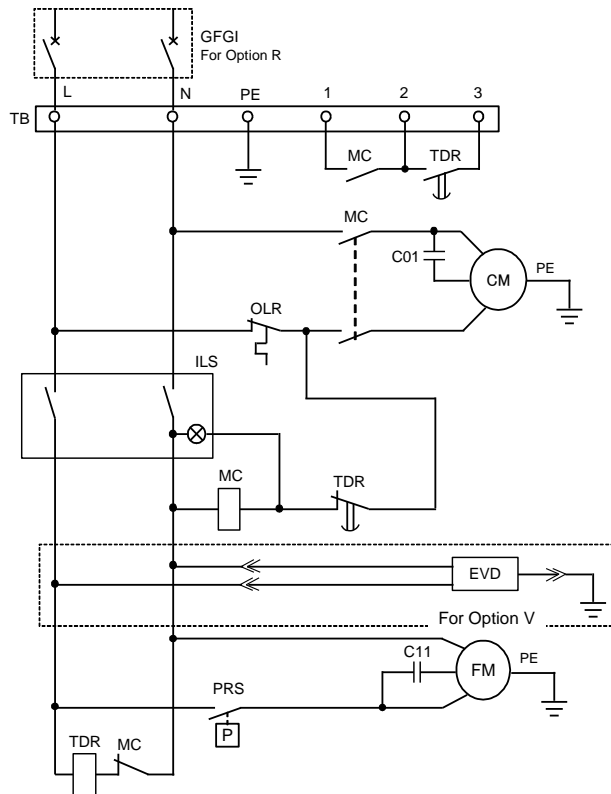 GFGI
For Option R
L N PE 1 2 3
TB
MC TDR
MC
C01
CM PE
OLR
ILS
MC TDR
EVD
For Option V
C11 FM PE
PRS
P
TDR MC